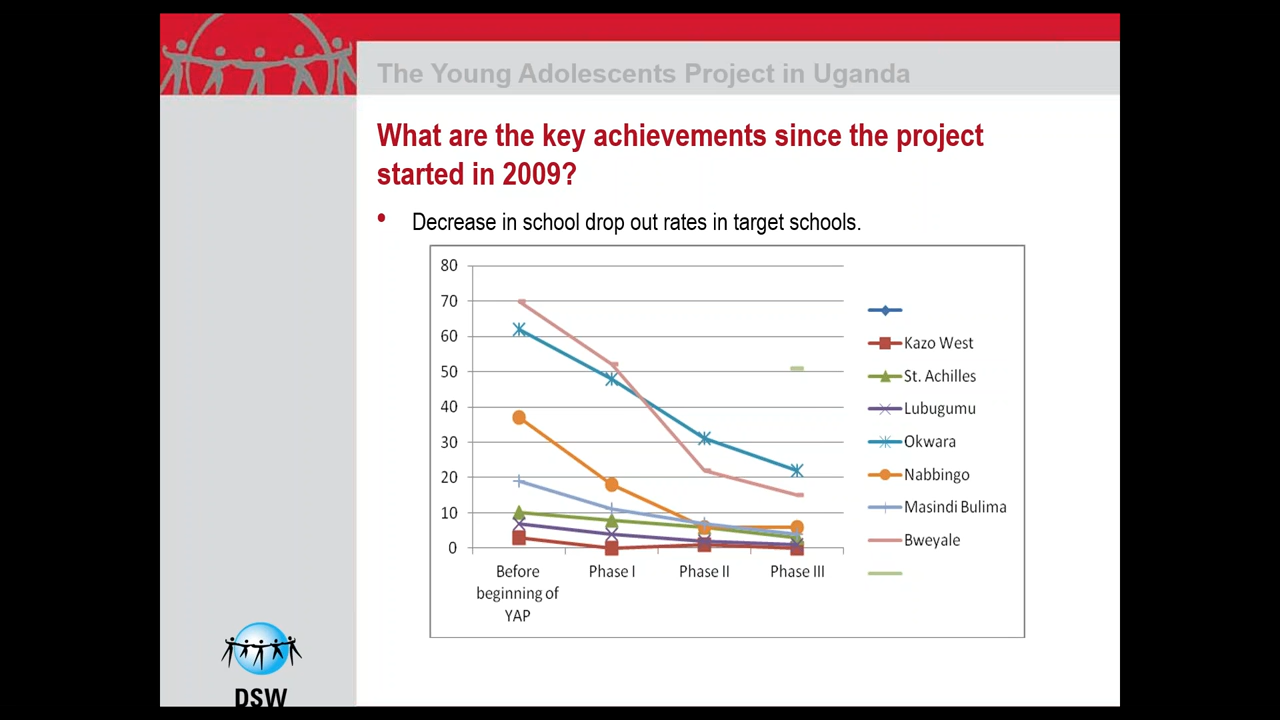 The Young Adolescents Project in Uganda
What are the key achievements since the project
started in 2009?
• Decrease in school drop out rates in target schools.
80
70
60
50
40
30
20
10
0
Before
beginning of
YAP
Phase I
Phase II
Phase III
Kazo West
St. Achilles
Lubugumu
Okwara
Nabbingo
Masindi Bulima
Bweyale
DSW